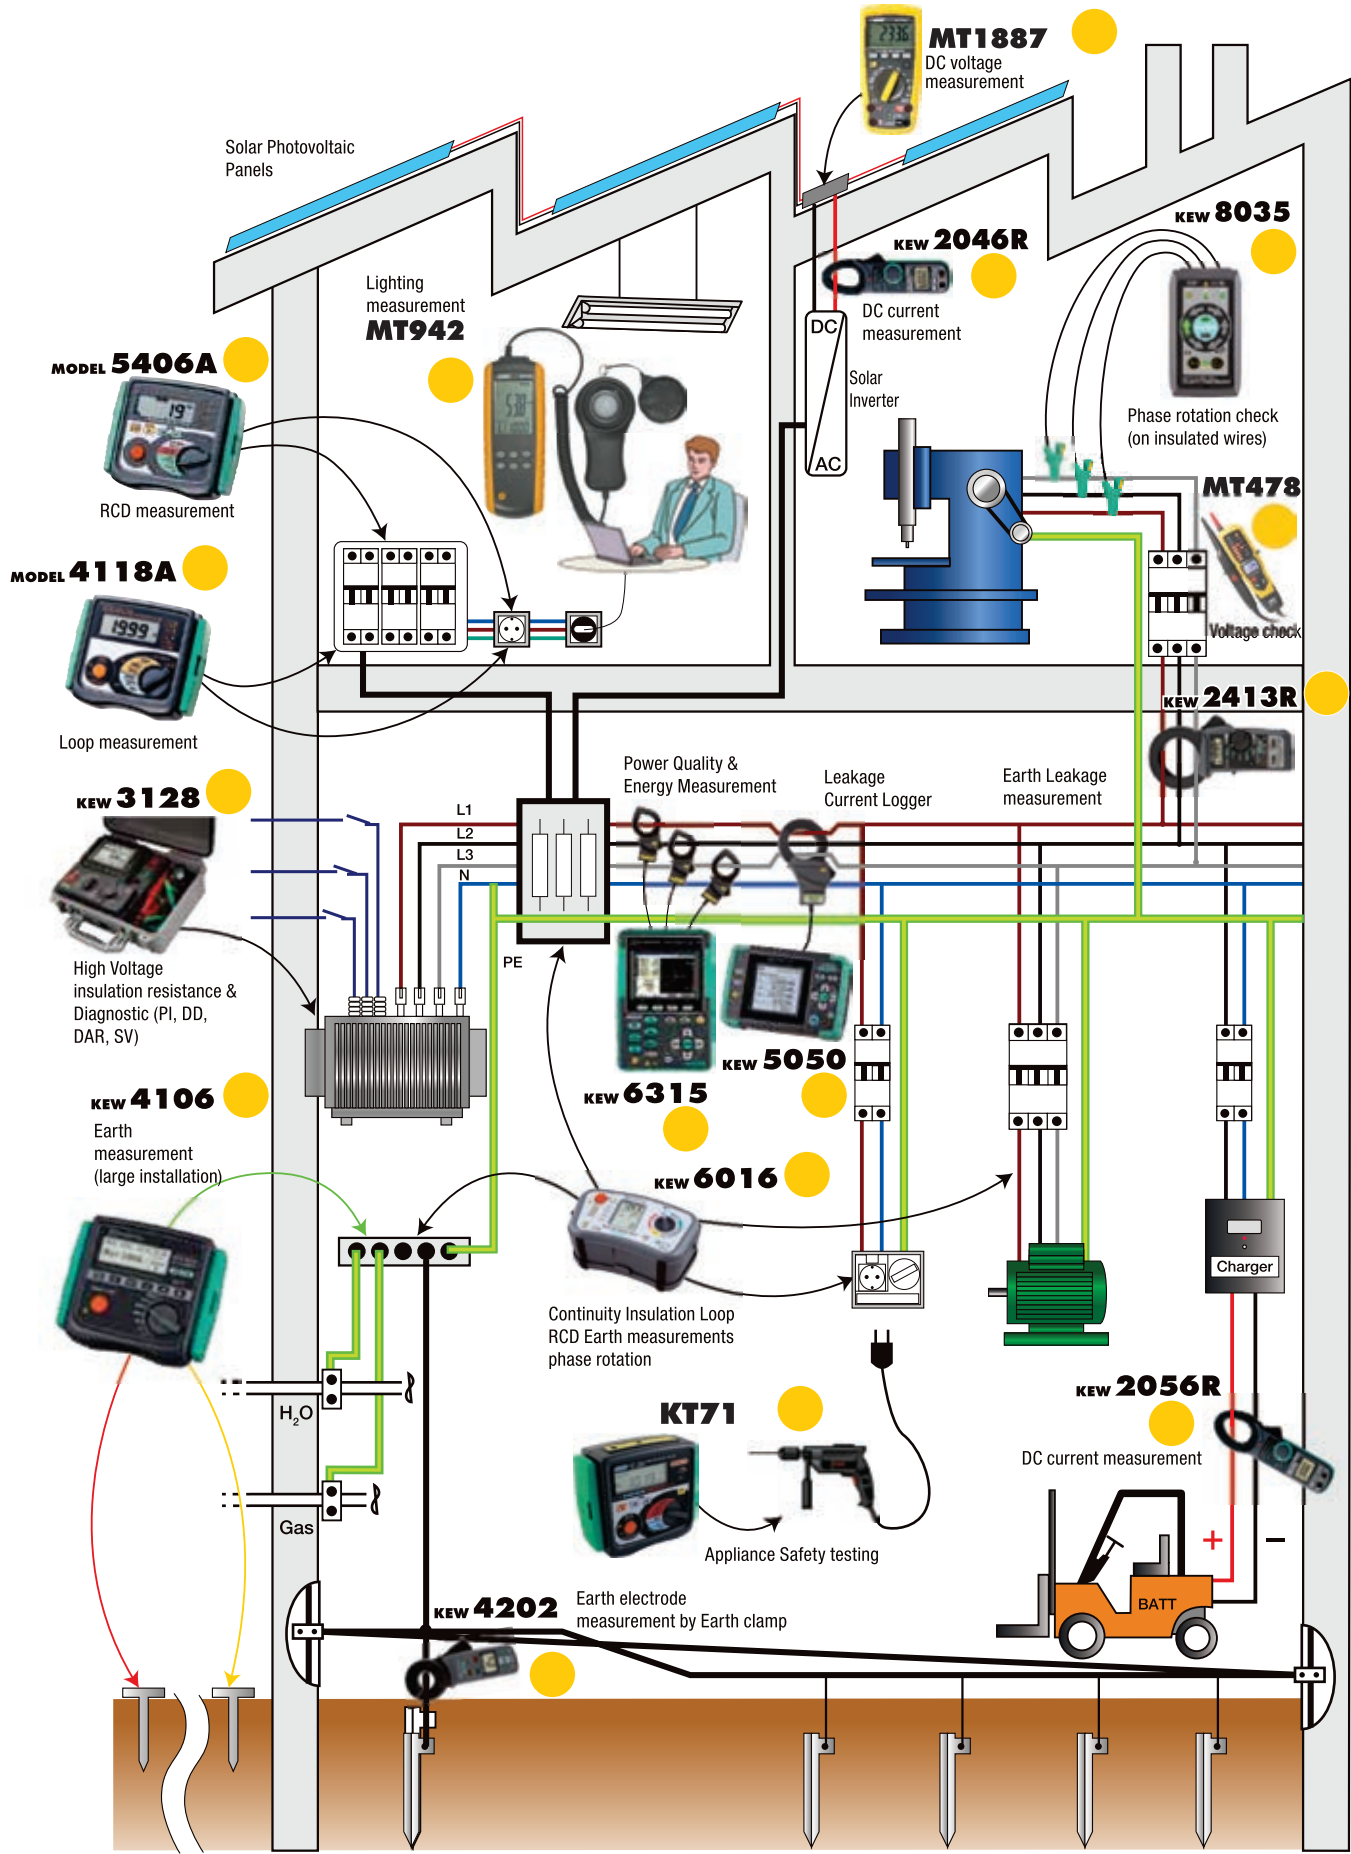 MT1887
DC voltage
measurement
Solar Photovoltaic
Panels
KEW 8035
KEW 2046R
DC current
measurement
Lighting
measurement
MT942
DC
AC
Solar
Inverter
MODEL 5406A
RCD measurement
Phase rotation check
(on insulated wires)
MT478
Voltage check
MODEL 4118A
1999
Loop measurement
KEW 2413R
KEW 3128
Power Quality &
Energy Measurement
Leakage
Current Logger
Earth Leakage
measurement
L1
L2
L3
N
PE
High Voltage
insulation resistance &
Diagnostic (PI, DD,
DAR, SV)
KEW 5050
KEW 6315
KEW 4106
Earth
measurement
(large installation)
KEW 6016
Continuity Insulation Loop
RCD Earth measurements
phase rotation
Charger
H2O
Gas
KT71
Appliance Safety testing
KEW 2056R
DC current measurement
+
−
BATT
KEW 4202
Earth electrode
measurement by Earth clamp